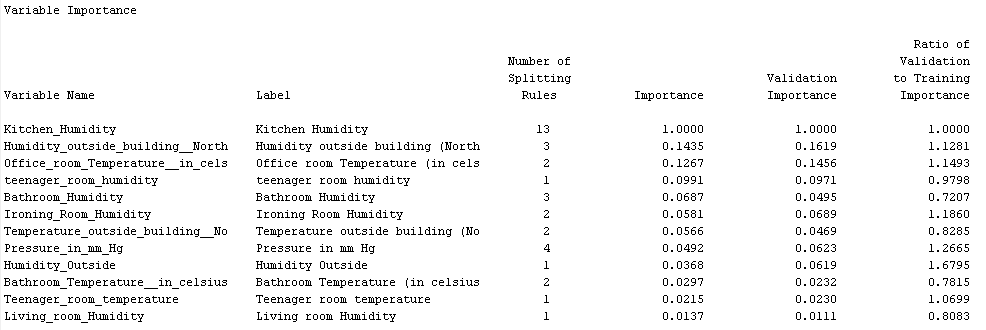 Variable Importance
Ratio of
Number of Validation
Splitting Validation to Training
Variable Name Label Rules Importance Importance Importance
Kitchen_Humidity Kitchen Humidity 13 1.0000 1.0000 1.0000
Humidity_outside_building__North Humidity outside building (North 3 0.1435 0.1619 1.1281
Office_room_Temperature__in_cels Office room Temperature (in cels 2 0.1267 0.1456 1.1493
teenager_room_humidity teenager room humidity 1 0.0991 0.0971 0.9798
Bathroom_Humidity Bathroom Humidity 3 0.0687 0.0495 0.7207
Ironing_Room_Humidity Ironing Room Humidity 2 0.0581 0.0689 1.1860
Temperature_outside_building__No Temperature outside building (No 2 0.0566 0.0469 0.8285
Pressure_in_mm_Hg Pressure in mm Hg 4 0.0492 0.0623 1.2665
Humidity_Outside Humidity Outside 1 0.0368 0.0619 1.6795
Bathroom_Temperature__in_celsius Bathroom Temperature (in celsius 2 0.0297 0.0232 0.7815
Teenager_room_temperature Teenager room temperature 1 0.0215 0.0230 1.0699
Living_room_Humidity Living room Humidity 1 0.0137 0.0111 0.8083